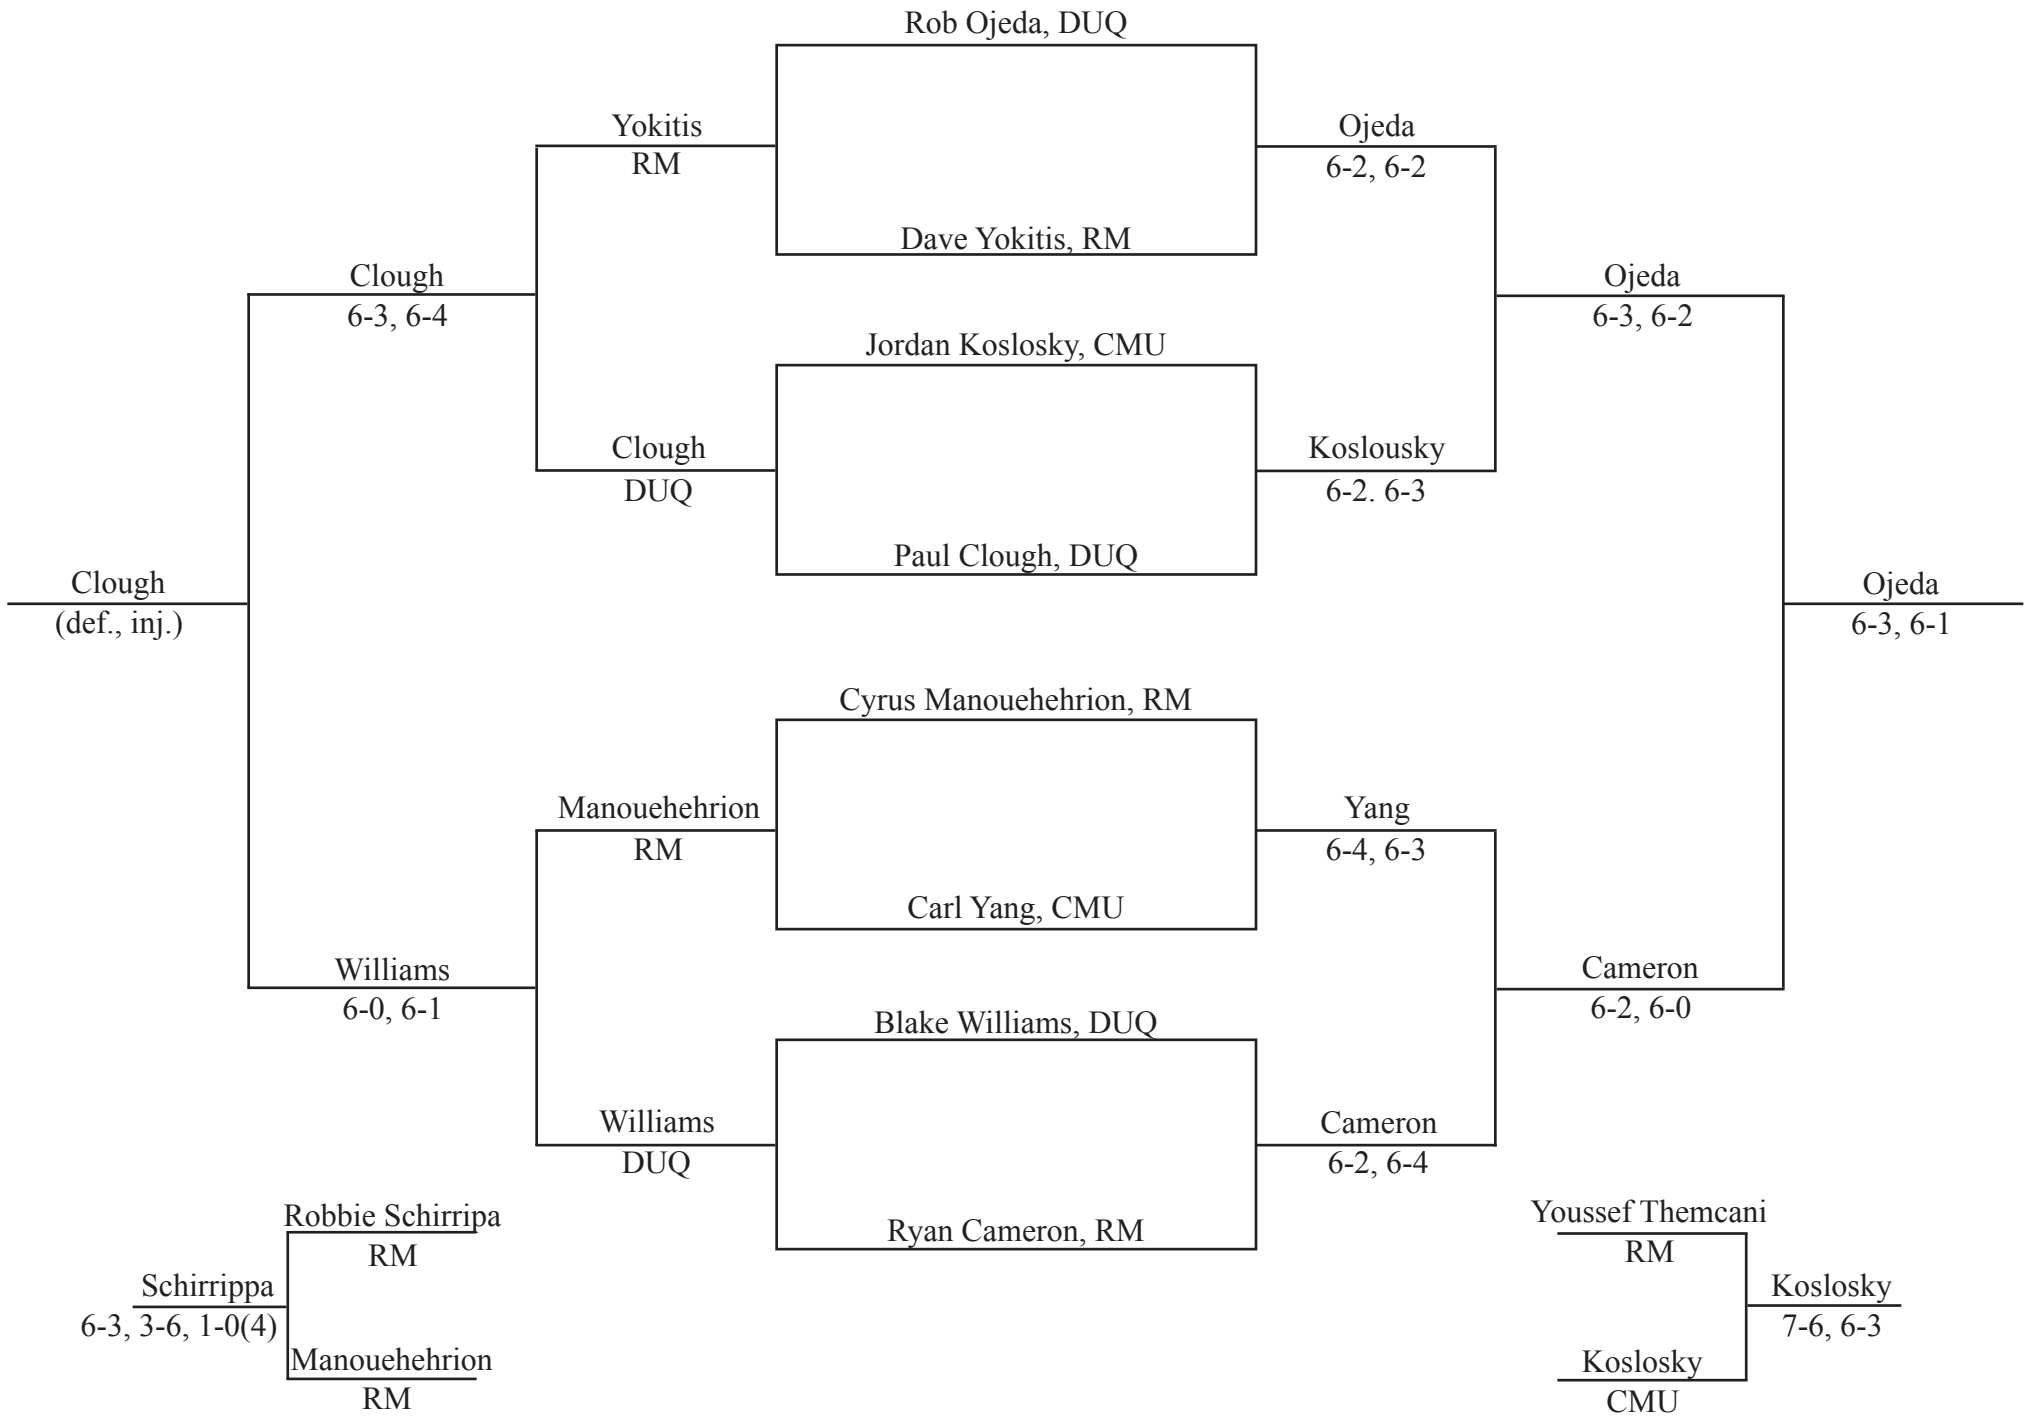 Rob Ojeda, DUQ
Yokitis
RM
Ojeda
6-2, 6-2
Dave Yokitis, RM
Clough
6-3, 6-4
Ojeda
6-3, 6-2
Jordan Koslosky, CMU
Clough
DUQ
Koslousky
6-2. 6-3
Paul Clough, DUQ
Clough
(def., inj.)
Ojeda
6-3, 6-1
Cyrus Manouehehrion, RM
Manouehehrion
RM
Yang
6-4, 6-3
Carl Yang, CMU
Williams
6-0, 6-1
Cameron
6-2, 6-0
Blake Williams, DUQ
Williams
DUQ
Cameron
6-2, 6-4
Ryan Cameron, RM
Robbie Schirripa
RM
Schirrippa
6-3, 3-6, 1-0(4)
Manouehehrion
RM
Youssef Themcani
RM
Koslosky
7-6, 6-3
Koslosky
CMU